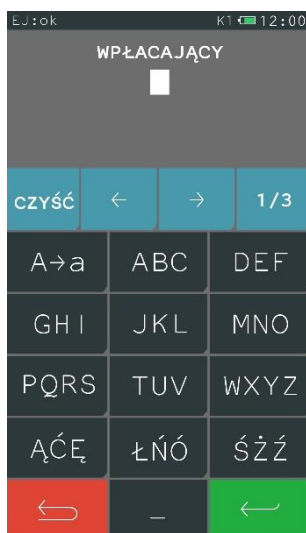 EJ:ok K1 12:00
WPŁACAJĄCY
CZYŚĆ ← → 1/3
A→a ABC DEF
GHI JKL MNO
PQRS TUV WXYZ
ĄĆĘ ŁŃÓ ŚŻŹ
_